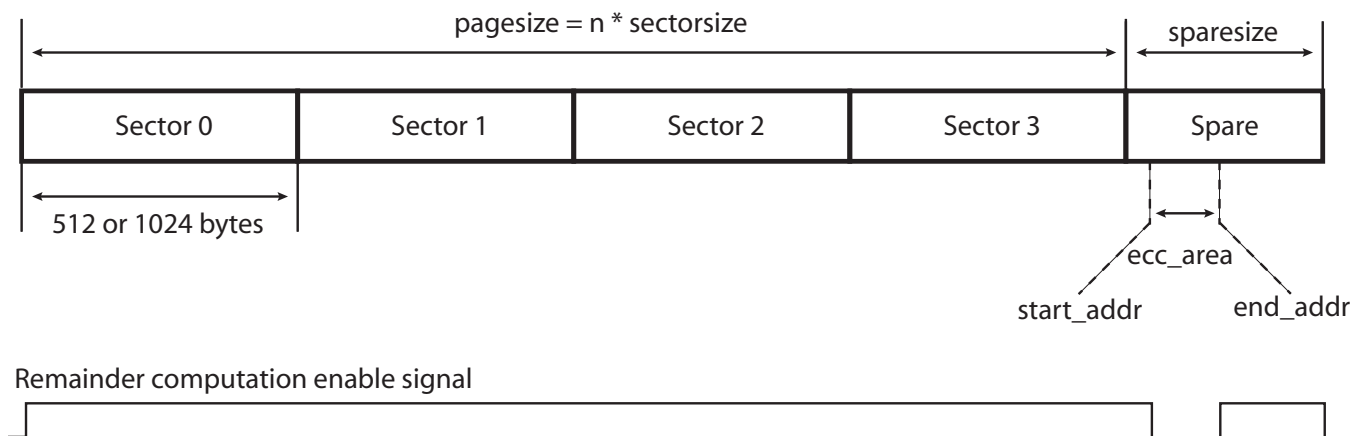 pagesize = n * sectorsize
sparesize
Sector 0
Sector 1
Sector 2
Sector 3
Spare
512 or 1024 bytes
ecc_area
start_addr
end_addr
Remainder computation enable signal